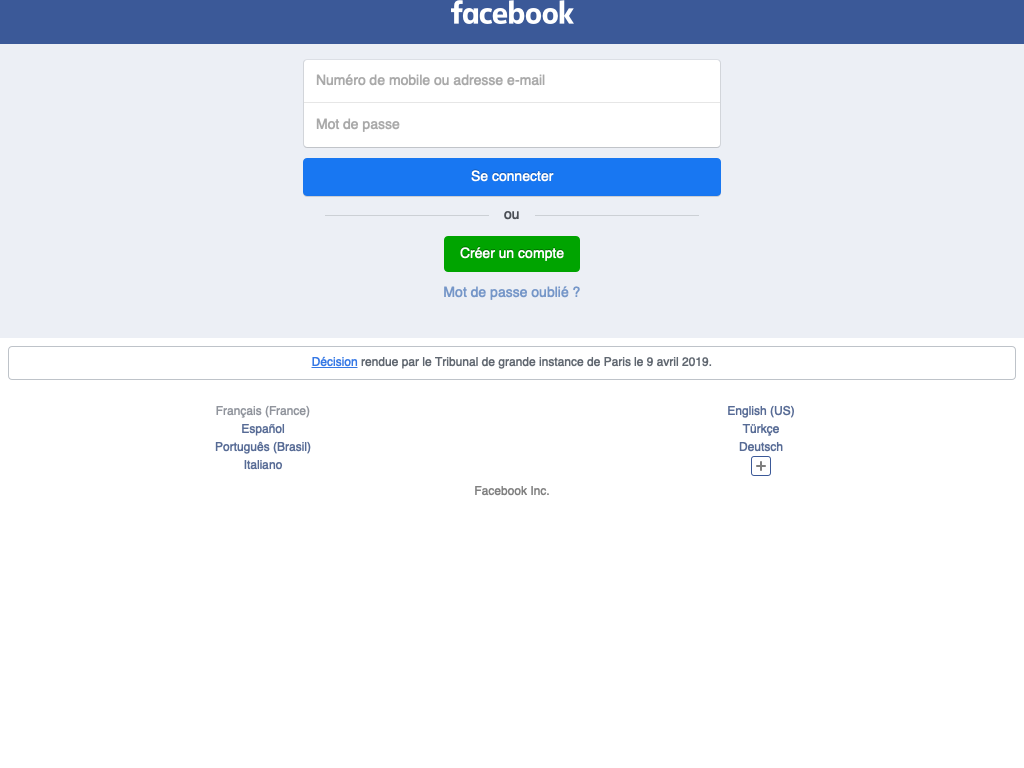 facebook
Numéro de mobile ou adresse e-mail
Mot de passe
Se connecter
ou
Créer un compte
Mot de passe oublié ?
Décision rendue par le Tribunal de grande instance de Paris le 9 avril 2019.
Français (France)
Español
Português (Brasil)
Italiano
English (US)
Türkçe
Deutsch
Facebook Inc.